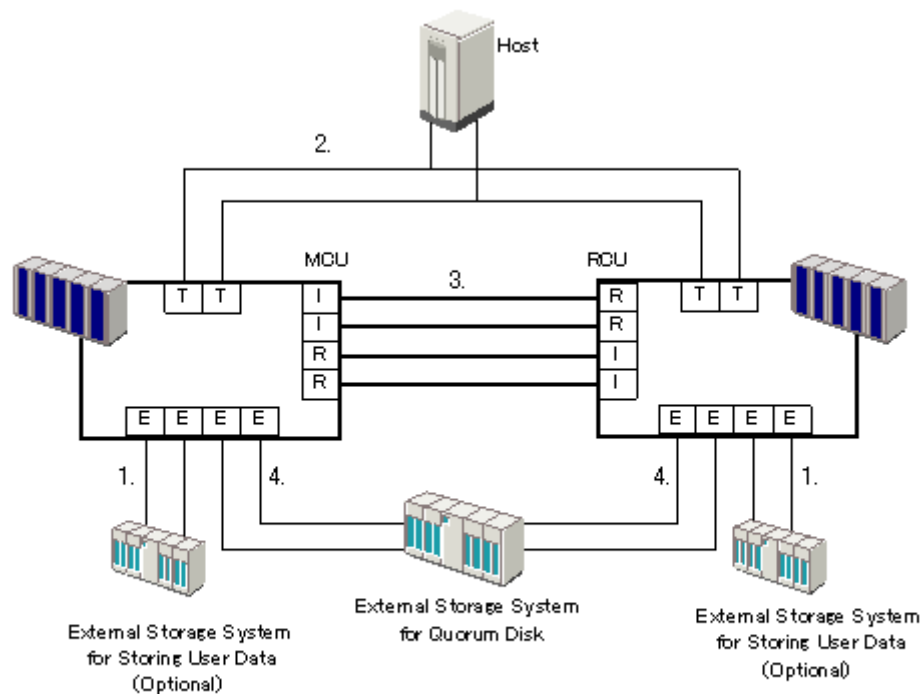 Host
2.
MCU
RCU
T T
T T
3.
I
I
R
R
R
R
I
I
E E E E
E E E E
1.
4.
4.
1.
External Storage System
for Storing User Data
(Optional)
External Storage System
for Quorum Disk
External Storage System
for Storing User Data
(Optional)